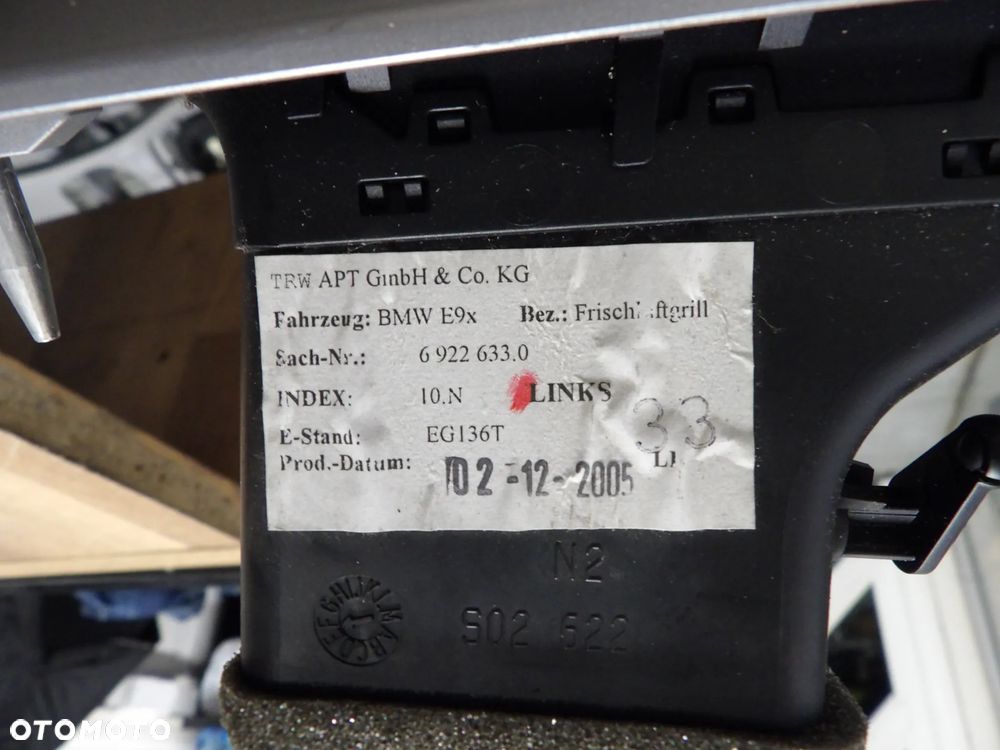 TRW APT GmbH & Co. KG
Fahrzeug: BMW E9x Bez.: Frischluftgrill
Sach-Nr.: 6 922 633.0
INDEX: 10.N LINKS
33
E-Stand: EG136T
Prod.-Datum: 02-12-2005
N2
S02 622
OTOMOTO